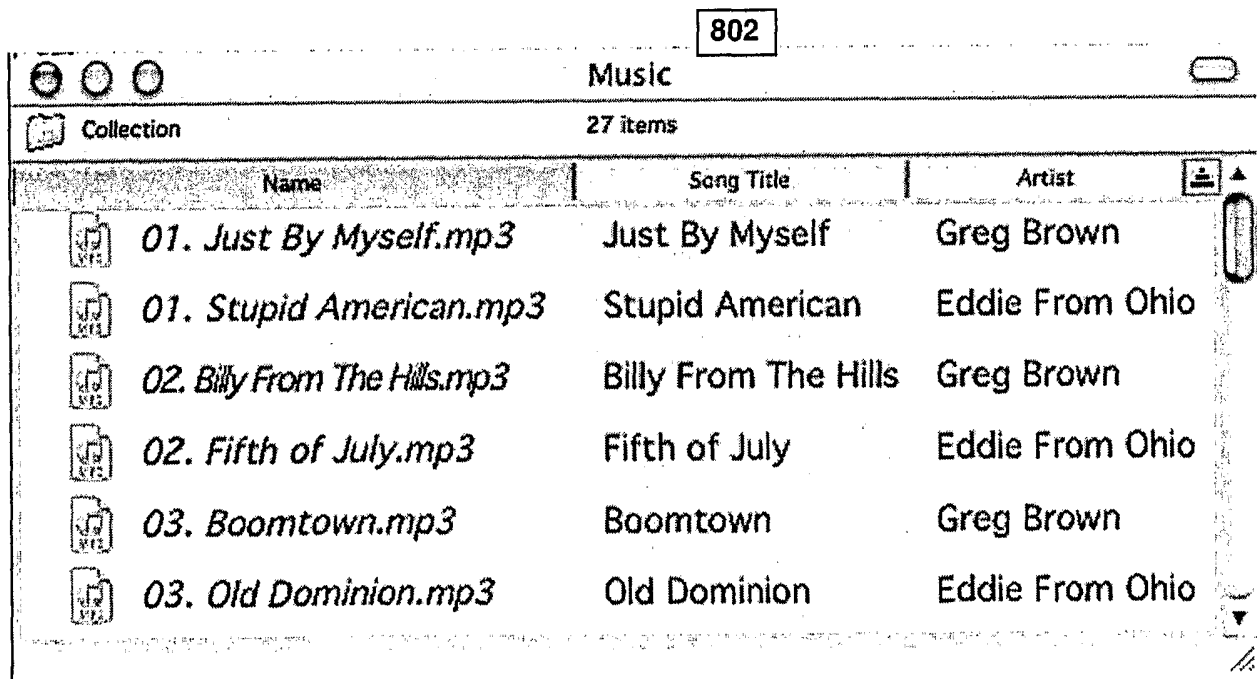 802
Music
Collection 27 items
Name Song Title Artist
01. Just By Myself.mp3 Just By Myself Greg Brown
01. Stupid American.mp3 Stupid American Eddie From Ohio
02. Billy From The Hills.mp3 Billy From The Hills Greg Brown
02. Fifth of July.mp3 Fifth of July Eddie From Ohio
03. Boomtown.mp3 Boomtown Greg Brown
03. Old Dominion.mp3 Old Dominion Eddie From Ohio